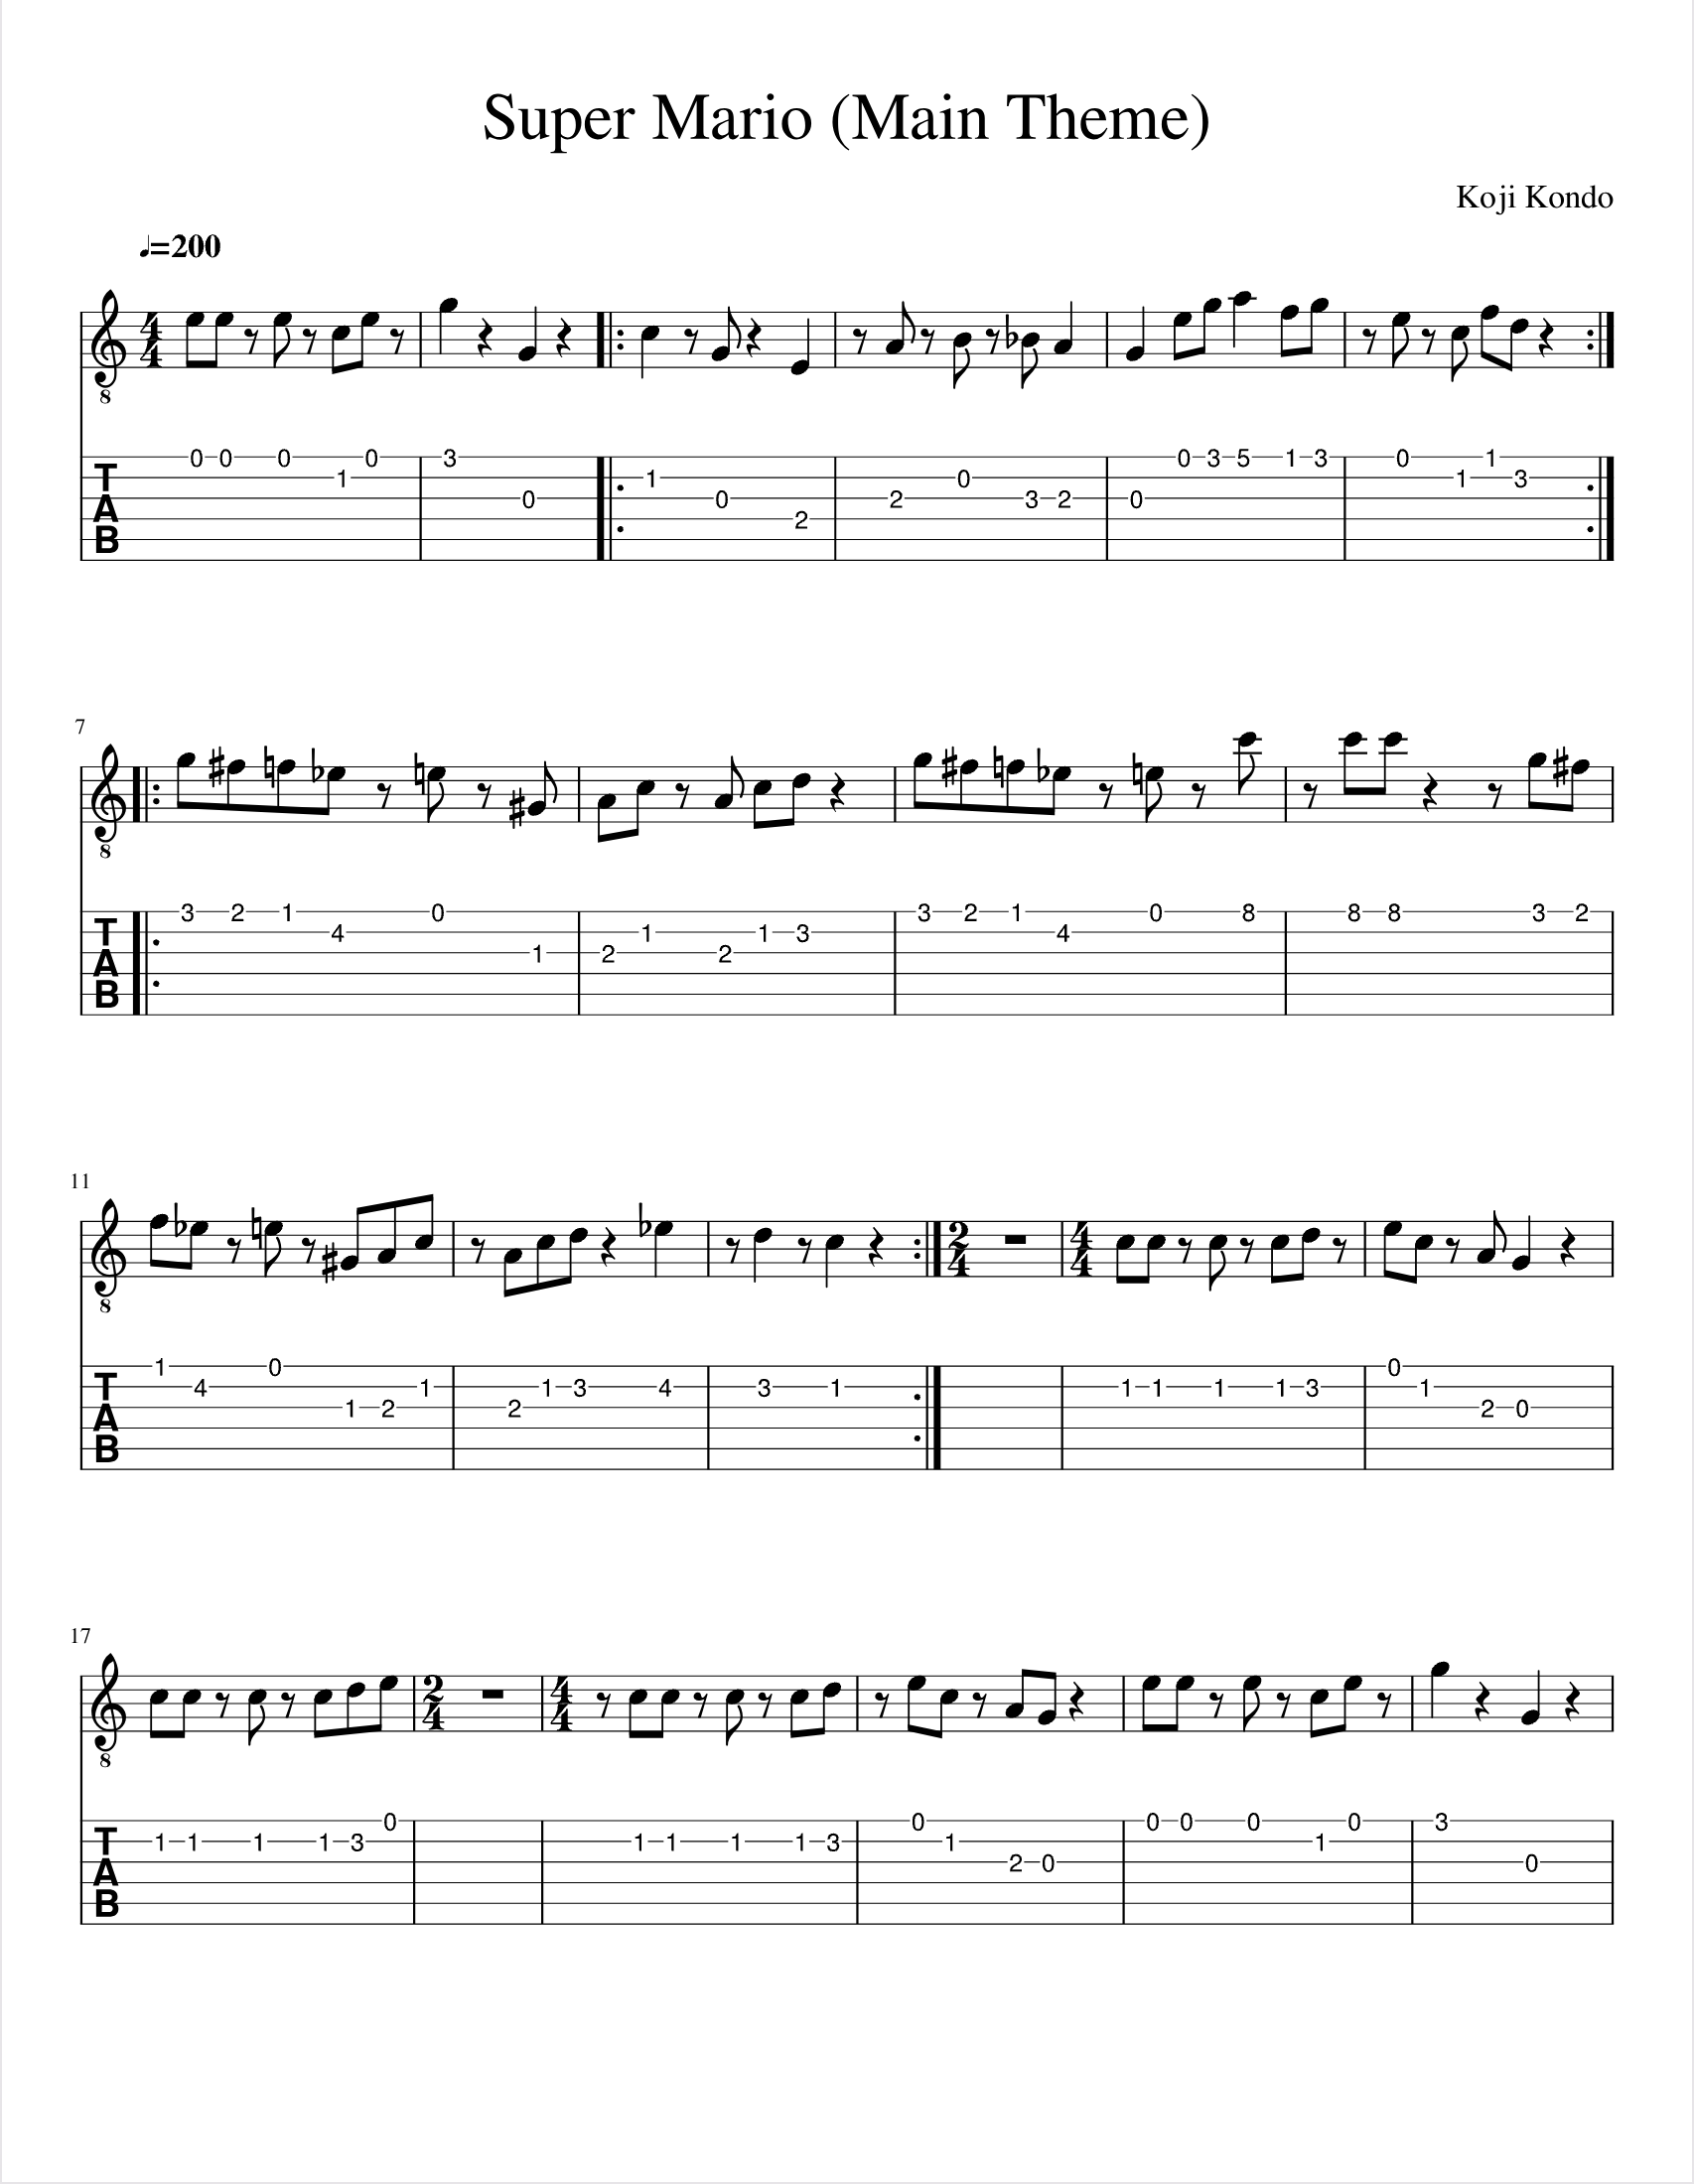 Super Mario (Main Theme)
Koji Kondo
♩=200
4 4
8
T A B
0 0 0 1 0 3 0 1 0 2 2 0 3 2 0 0 3 5 1 3 0 1 1 3
7
8
T A B
3 2 1 4 0 1 2 1 2 1 3 3 2 1 4 0 8 8 8 3 2
11
2 4 4 4
8
T A B
1 4 0 1 2 1 2 1 3 4 3 1 1 1 1 1 3 0 1 2 0
17
2 4 4 4
8
T A B
1 1 1 1 3 0 1 1 1 1 3 0 1 2 0 0 0 0 1 0 3 0